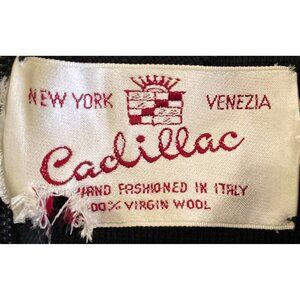 NEW YORK VENEZIA
Cadillac
HAND FASHIONED IN ITALY
100% VIRGIN WOOL